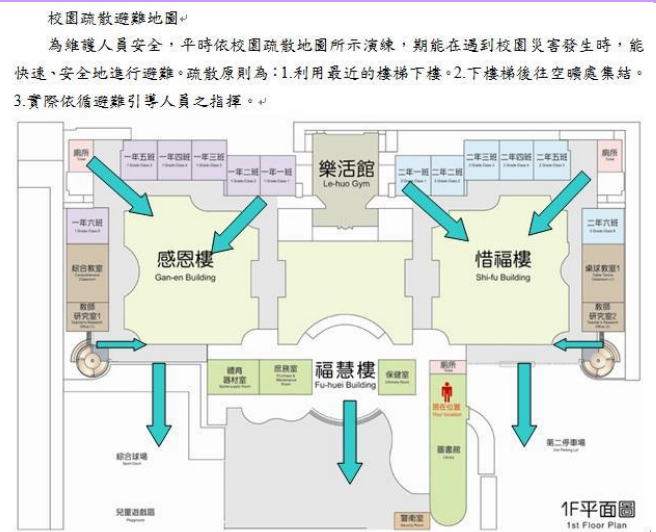 校園疏散避難地圖
為維護人員安全，平時依校園疏散地圖所示演練，期能在遇到校園災害發生時，能
快速、安全地進行避難。疏散原則為：1.利用最近的樓梯下樓。2.下樓梯後往空曠處集結。
3.實際依循避難引導人員之指揮。
廁所
一年五班 一年四班 一年三班
一年二班 一年一班
樂活館
Le-huo Gym
二年一班 二年二班
二年三班 二年四班 二年五班
廁所
一年六班
綜合教室
教師
研究室1
感恩樓
Gan-en Building
惜福樓
Shi-fu Building
二年六班
桌球教室1
教師
研究室2
體育
器材室
庶務室
福慧樓
Fu-huei Building
保健室
廁所
現在位置
Your location
圖書館
Library
綜合球場
第二停車場
兒童遊戲區
Playground
警衛室
1F平面圖
1st Floor Plan